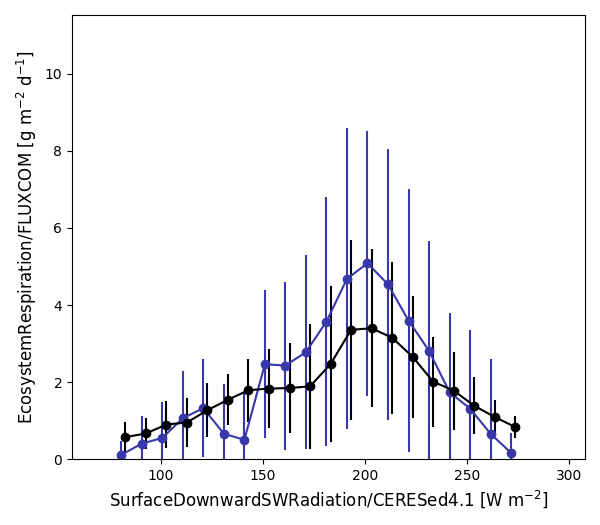 EcosystemRespiration/FLUXCOM [g m⁻² d⁻¹]
10
8
6
4
2
0
100 150 200 250 300
SurfaceDownwardSWRadiation/CERESed4.1 [W m⁻²]